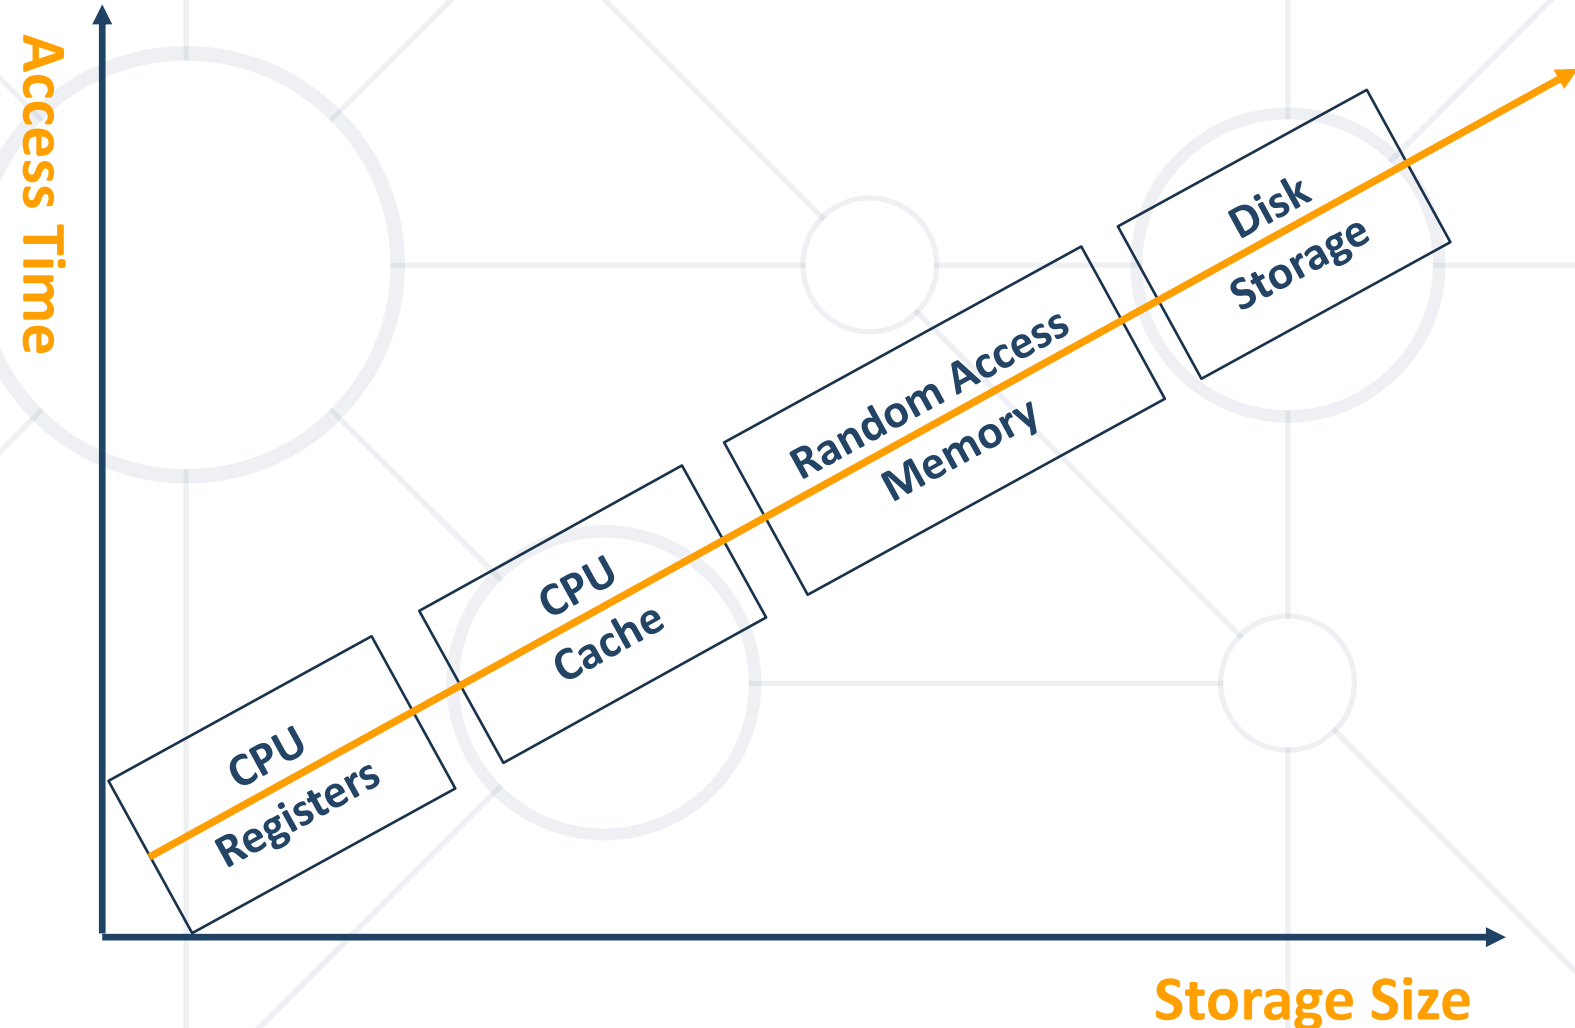 Access Time
Disk
Storage
Random Access
Memory
CPU
Cache
CPU
Registers
Storage Size